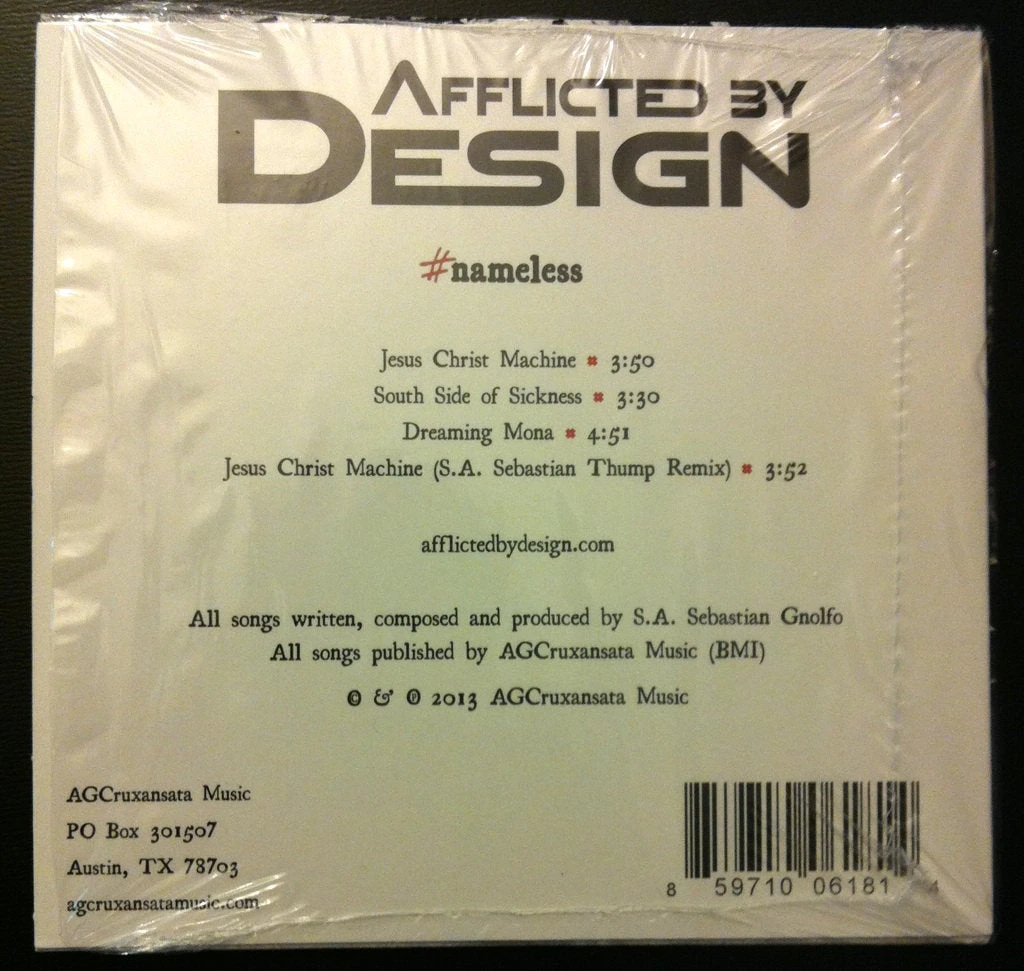 AFFLICTED BY
DESIGN
#nameless
Jesus Christ Machine # 3:50
South Side of Sickness # 3:30
Dreaming Mona # 4:51
Jesus Christ Machine (S.A. Sebastian Thump Remix) # 3:52
afflictedbydesign.com
All songs written, composed and produced by S.A. Sebastian Gnolfo
All songs published by AGCruxansata Music (BMI)
© & ℗ 2013 AGCruxansata Music
AGCruxansata Music
PO Box 301507
Austin, TX 78703
agcruxansatamusic.com
8 59710 06181 4